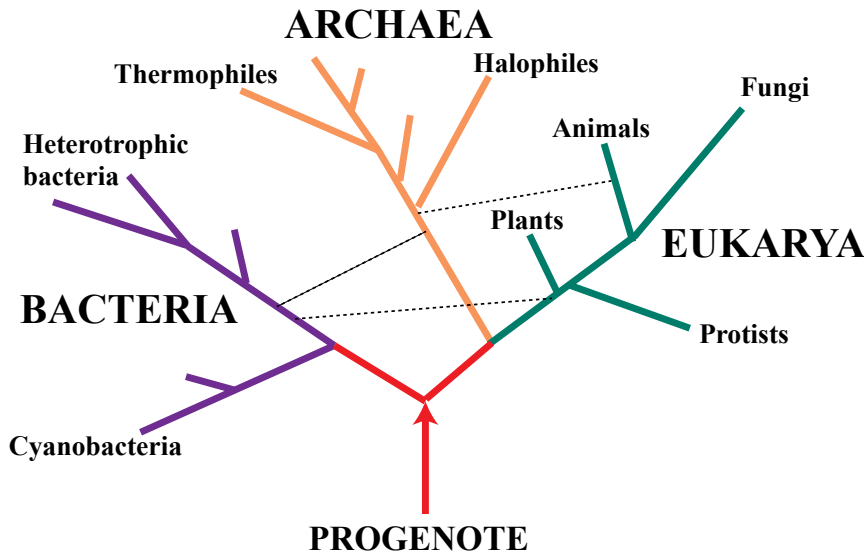 ARCHAEA
Thermophiles
Halophiles
Fungi
Heterotrophic
bacteria
Animals
Plants
EUKARYA
BACTERIA
Protists
Cyanobacteria
PROGENOTE